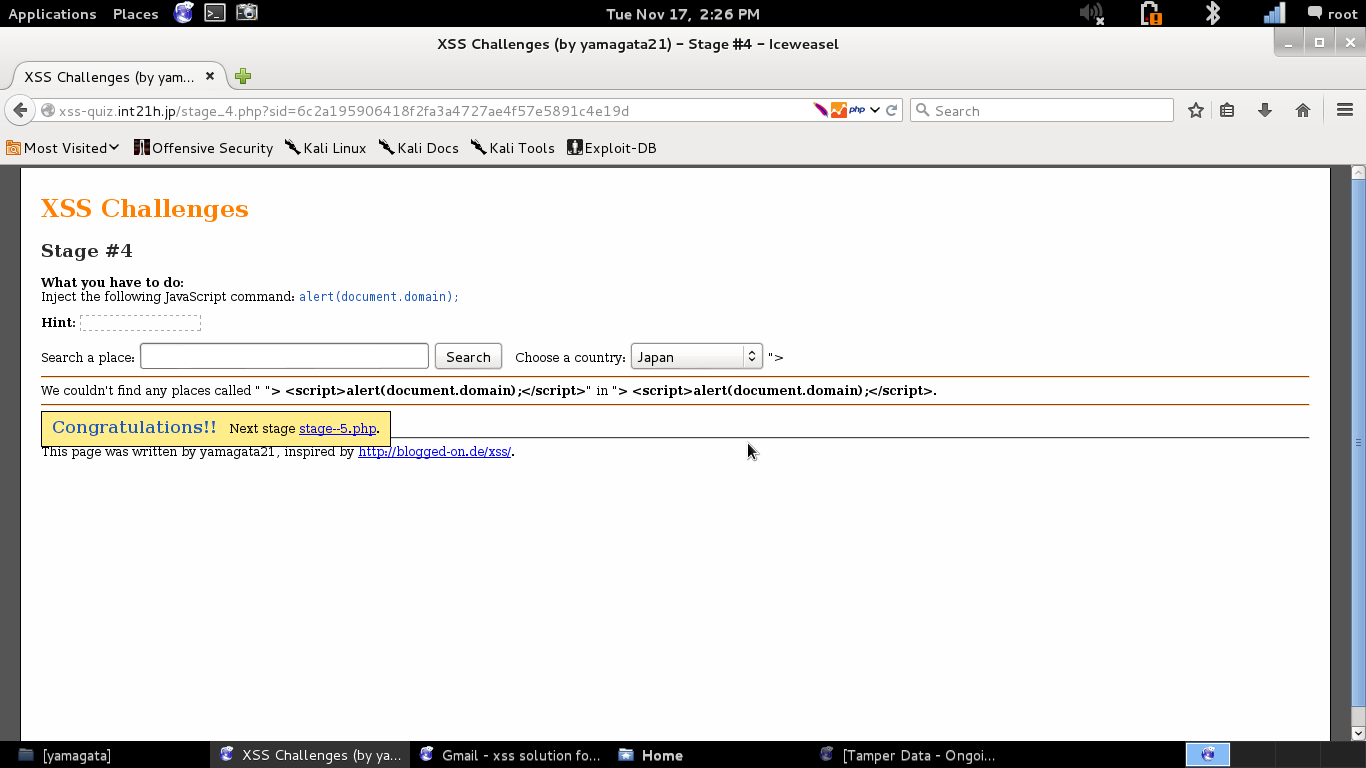 Applications Places Tue Nov 17, 2:26 PM root
XSS Challenges (by yamagata21) - Stage #4 - Iceweasel
XSS Challenges (by yam...
xss-quiz.int21h.jp/stage_4.php?sid=6c2a195906418f2fa3a4727ae4f57e5891c4e19d php Search
Most Visited Offensive Security Kali Linux Kali Docs Kali Tools Exploit-DB
XSS Challenges
Stage #4
What you have to do:
Inject the following JavaScript command: alert(document.domain);
Hint:
Search a place: Search Choose a country: Japan ">
We couldn't find any places called " "> <script>alert(document.domain);</script>" in "> <script>alert(document.domain);</script>.
Congratulations!! Next stage stage--5.php.
This page was written by yamagata21, inspired by http://blogged-on.de/xss/.
[yamagata] XSS Challenges (by ya... Gmail - xss solution fo... Home [Tamper Data - Ongoi...